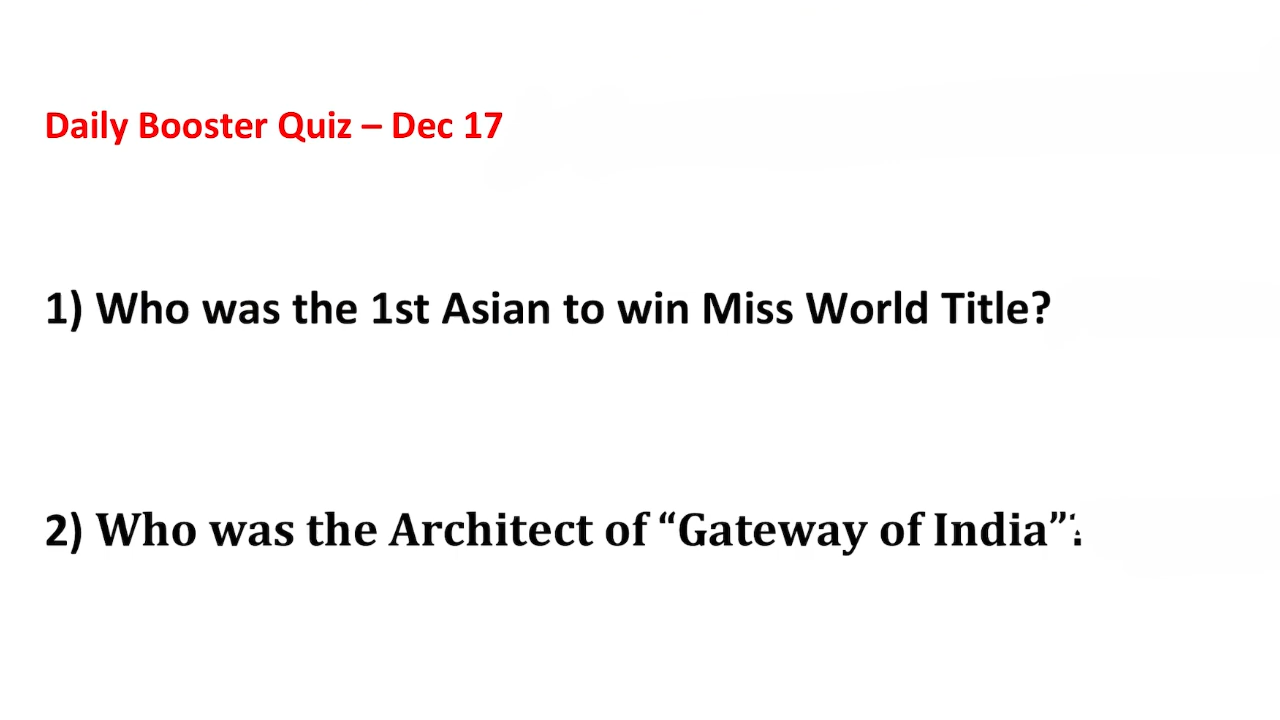 Daily Booster Quiz – Dec 17
1) Who was the 1st Asian to win Miss World Title?
2) Who was the Architect of “Gateway of India”